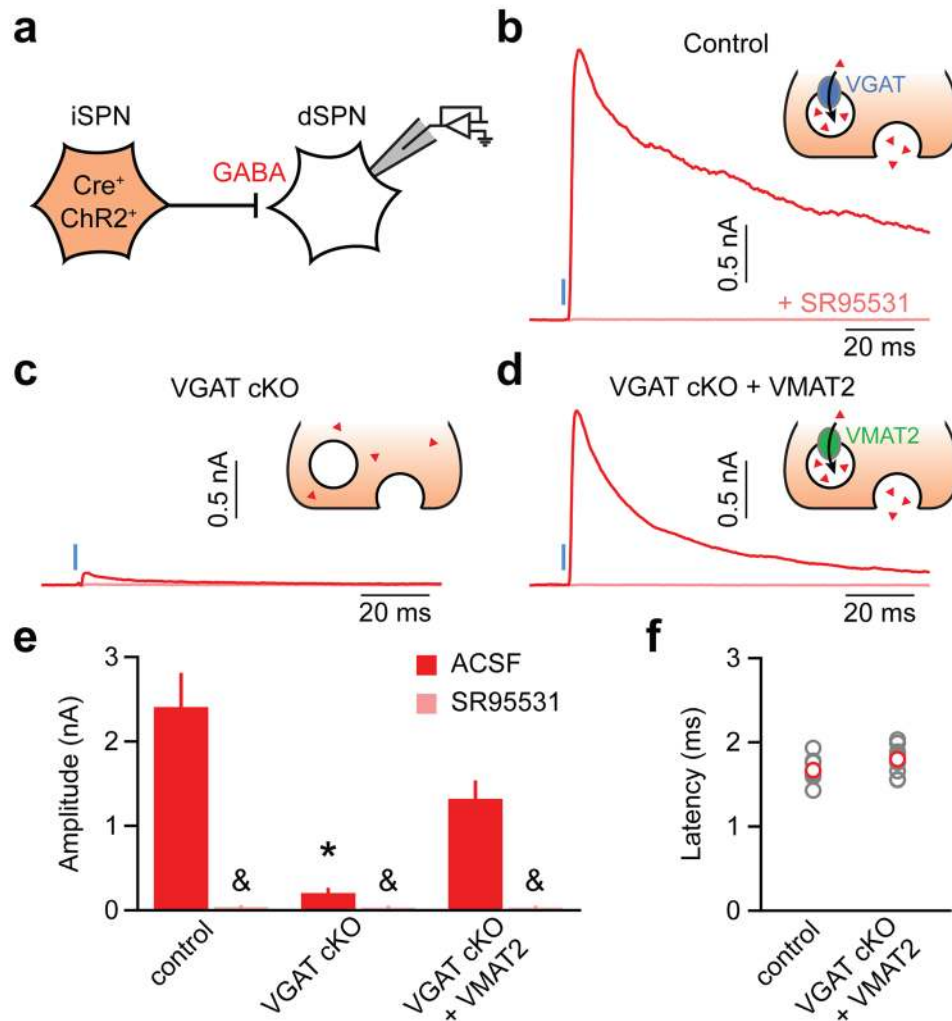 a
iSPN
dSPN
GABA
Cre⁺
ChR2⁺
b
Control
VGAT
0.5 nA
+ SR95531
20 ms
c
VGAT cKO
0.5 nA
20 ms
d
VGAT cKO + VMAT2
VMAT2
0.5 nA
20 ms
e
Amplitude (nA)
3
2
1
0
ACSF
SR95531
&
*
&
&
control
VGAT cKO
VGAT cKO
+ VMAT2
f
Latency (ms)
3
2
1
0
control
VGAT cKO
+ VMAT2